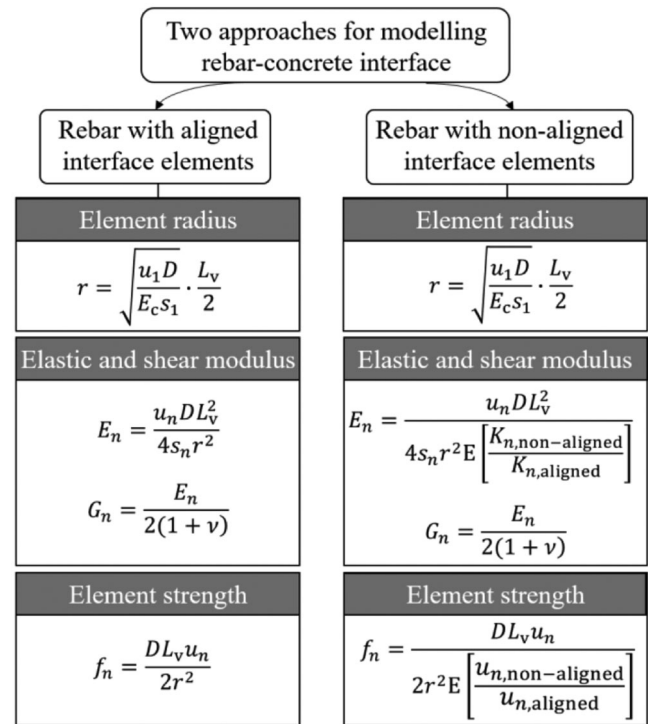 Two approaches for modelling
rebar-concrete interface
Rebar with aligned
interface elements
Element radius
r = √(u₁D / E_c s₁) · L_v / 2
Elastic and shear modulus
E_n = u_n D L_v² / 4s_n r²
G_n = E_n / 2(1 + ν)
Element strength
f_n = D L_v u_n / 2r²
Rebar with non-aligned
interface elements
Element radius
r = √(u₁D / E_c s₁) · L_v / 2
Elastic and shear modulus
E_n = u_n D L_v² / 4s_n r² E [K_n,non−aligned / K_n,aligned]
G_n = E_n / 2(1 + ν)
Element strength
f_n = D L_v u_n / 2r² E [u_n,non−aligned / u_n,aligned]